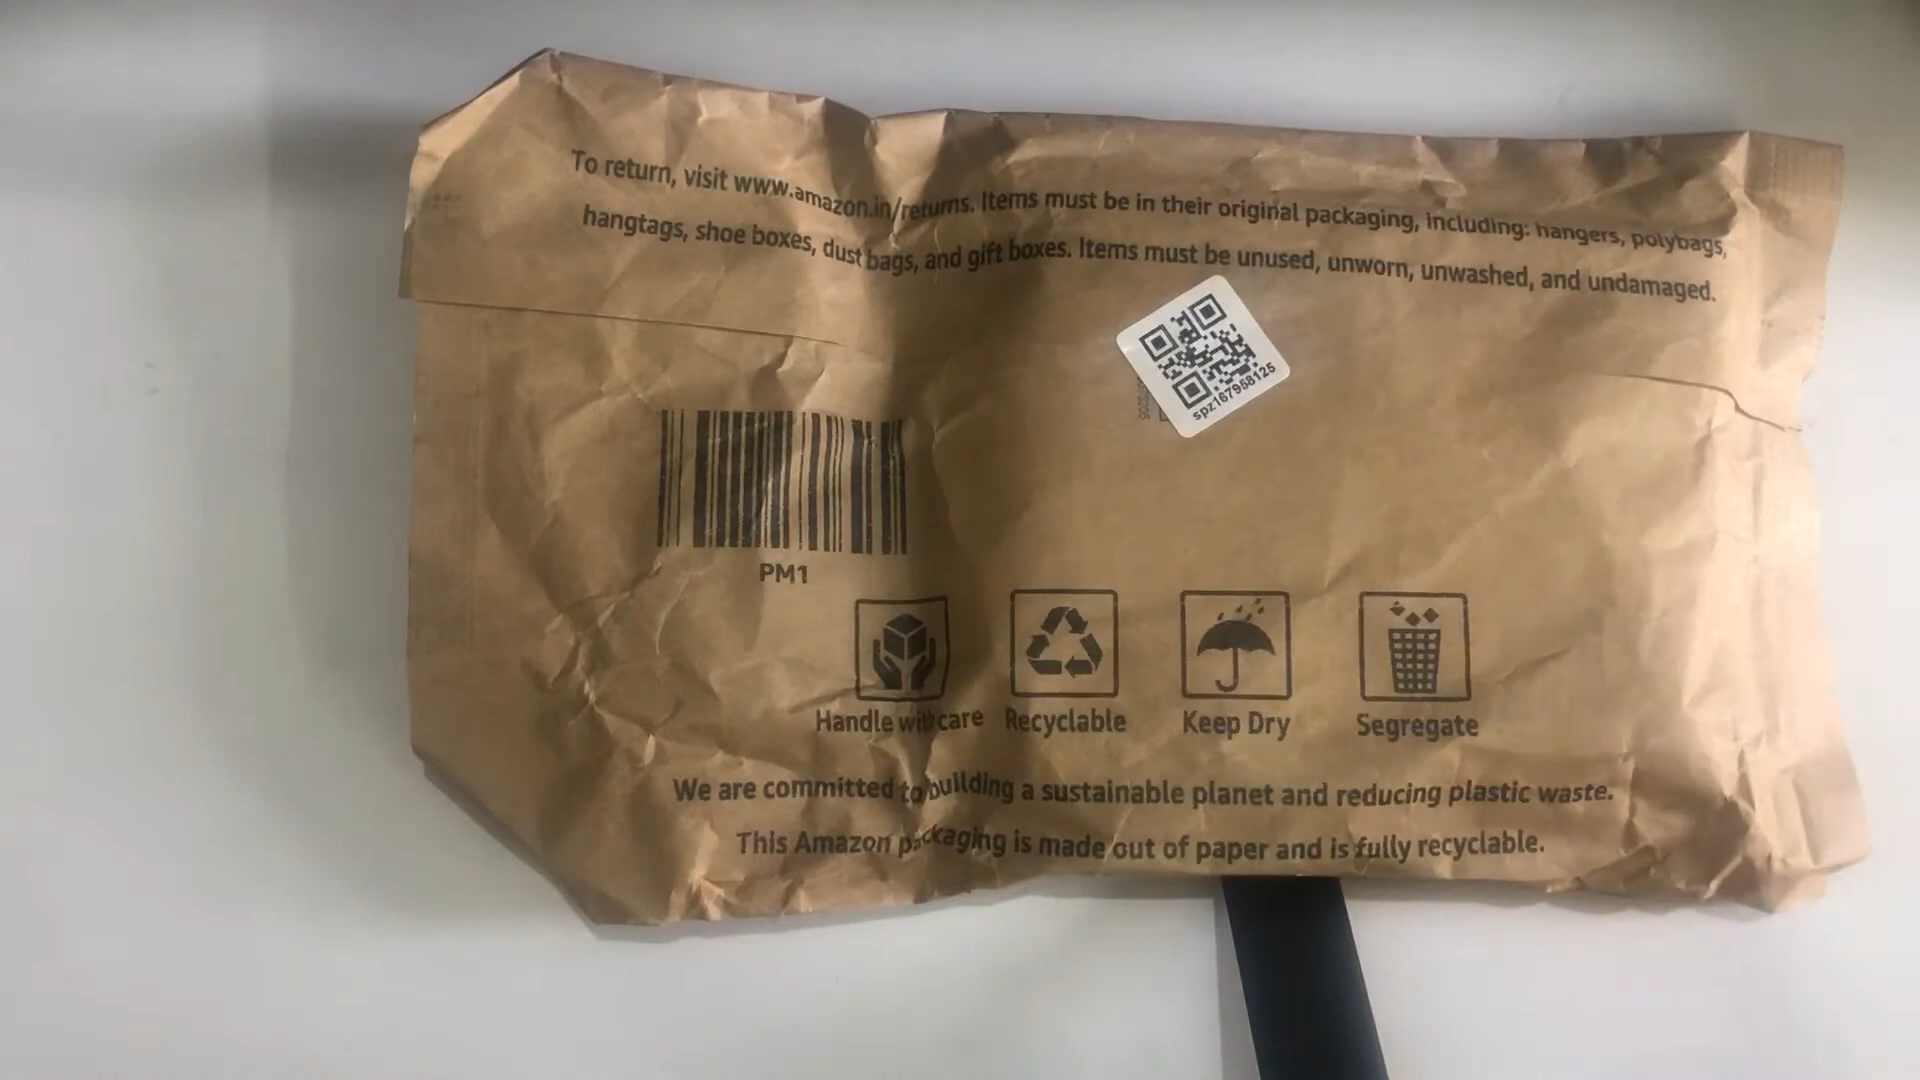 To return, visit www.amazon.in/returns. Items must be in their original packaging, including: hangers, polybags,
hangtags, shoe boxes, dust bags, and gift boxes. Items must be unused, unworn, unwashed, and undamaged.
spz167958125
PM1
Handle with care Recyclable Keep Dry Segregate
We are committed to building a sustainable planet and reducing plastic waste.
This Amazon packaging is made out of paper and is fully recyclable.